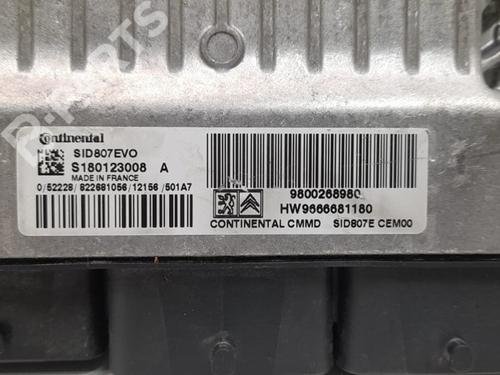 R-PARTS
Continental
SID807EVO
S180123008 A
MADE IN FRANCE
0/52228/822681056/12156/501A7
9800268980
HW9666681180
CONTINENTAL CMMD SID807E CEM00